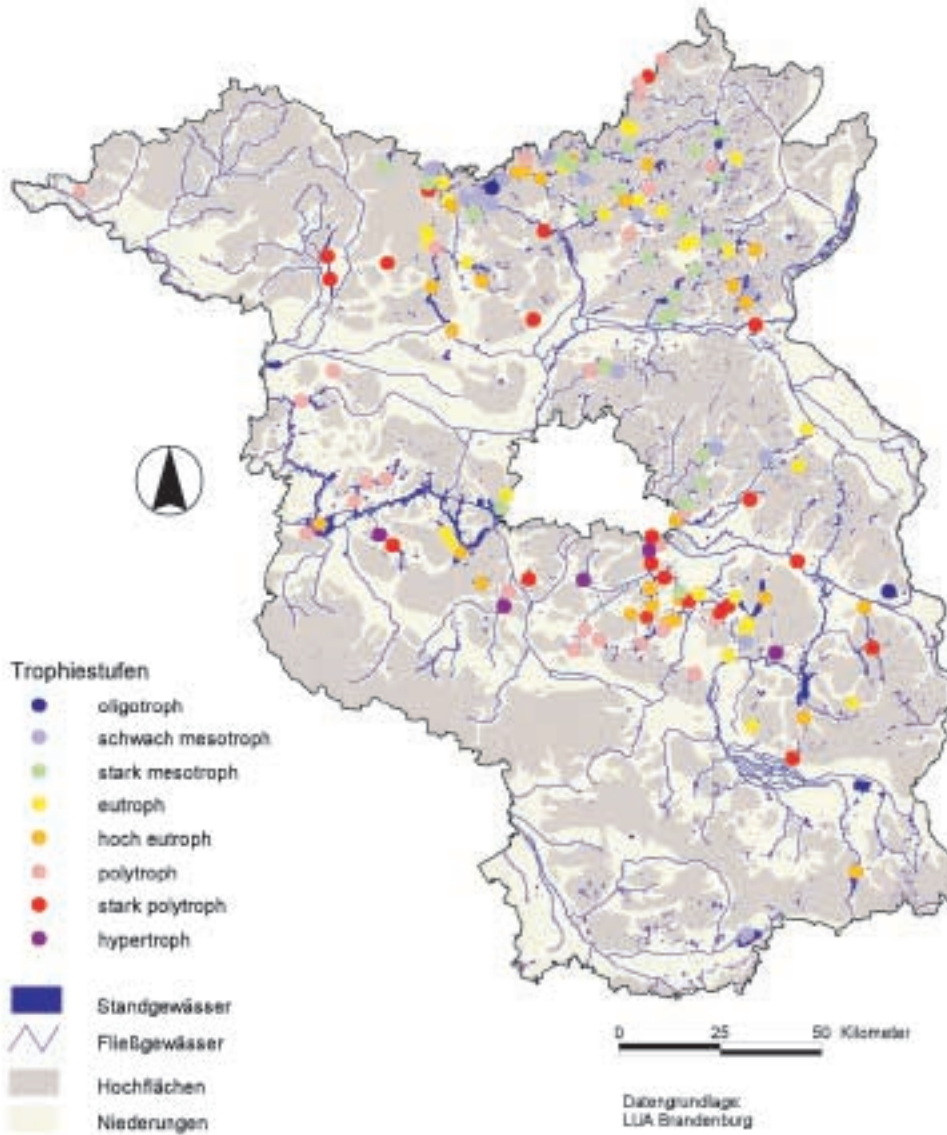 Trophiestufen
oligotroph
schwach mesotroph
stark mesotroph
eutroph
hoch eutroph
polytroph
stark polytroph
hypertroph
Standgewässer
Fließgewässer
Hochflächen
Niederungen
0 25 50 Kilometer
Datengrundlage:
LUA Brandenburg